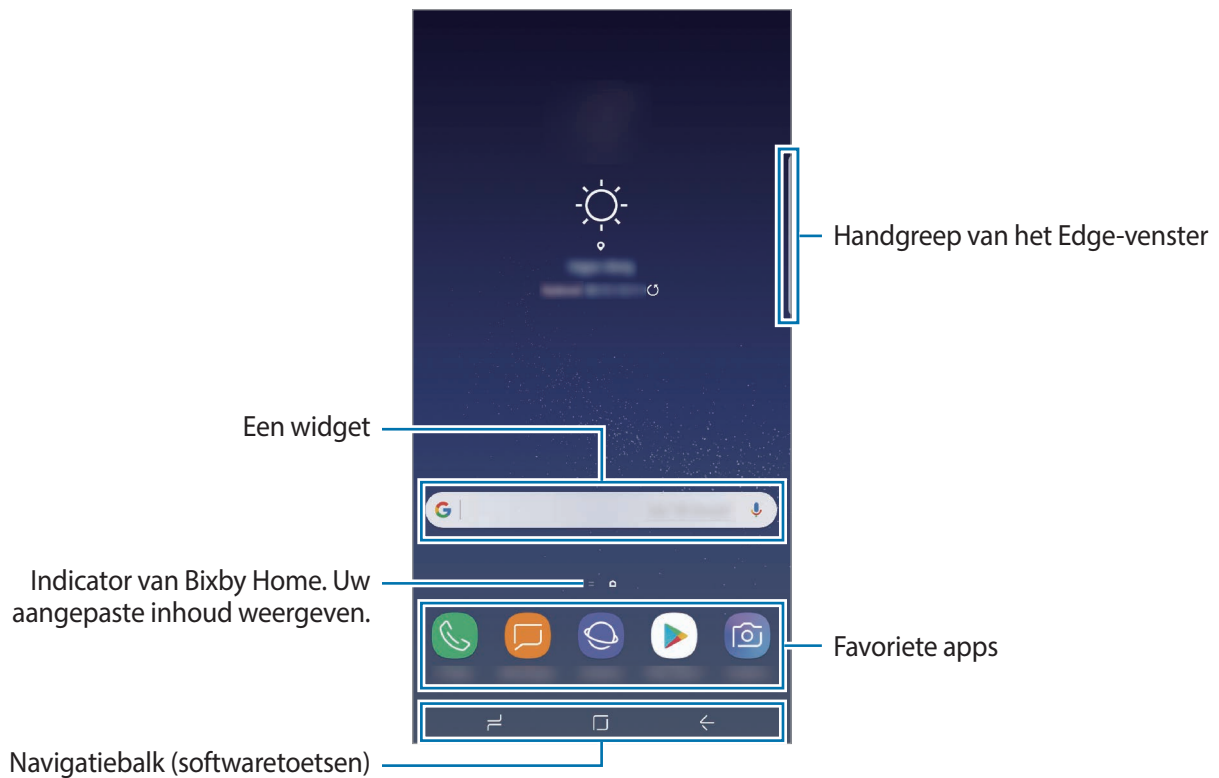 Handgreep van het Edge-venster
Een widget
G
Indicator van Bixby Home. Uw
aangepaste inhoud weergeven.
Favoriete apps
Navigatiebalk (softwaretoetsen)